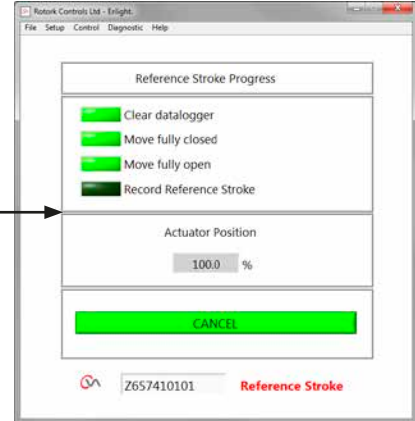 Rotork Controls Ltd - Enlight.
File Setup Control Diagnostic Help
Reference Stroke Progress
Clear datalogger
Move fully closed
Move fully open
Record Reference Stroke
Actuator Position
100.0 %
CANCEL
Z657410101 Reference Stroke